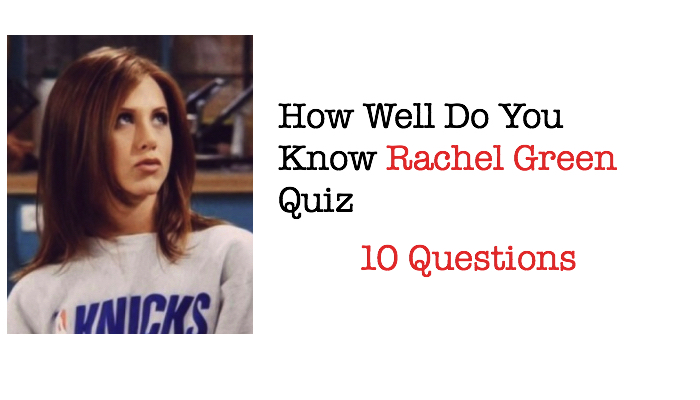 How Well Do You
Know Rachel Green
Quiz
10 Questions
KNICKS